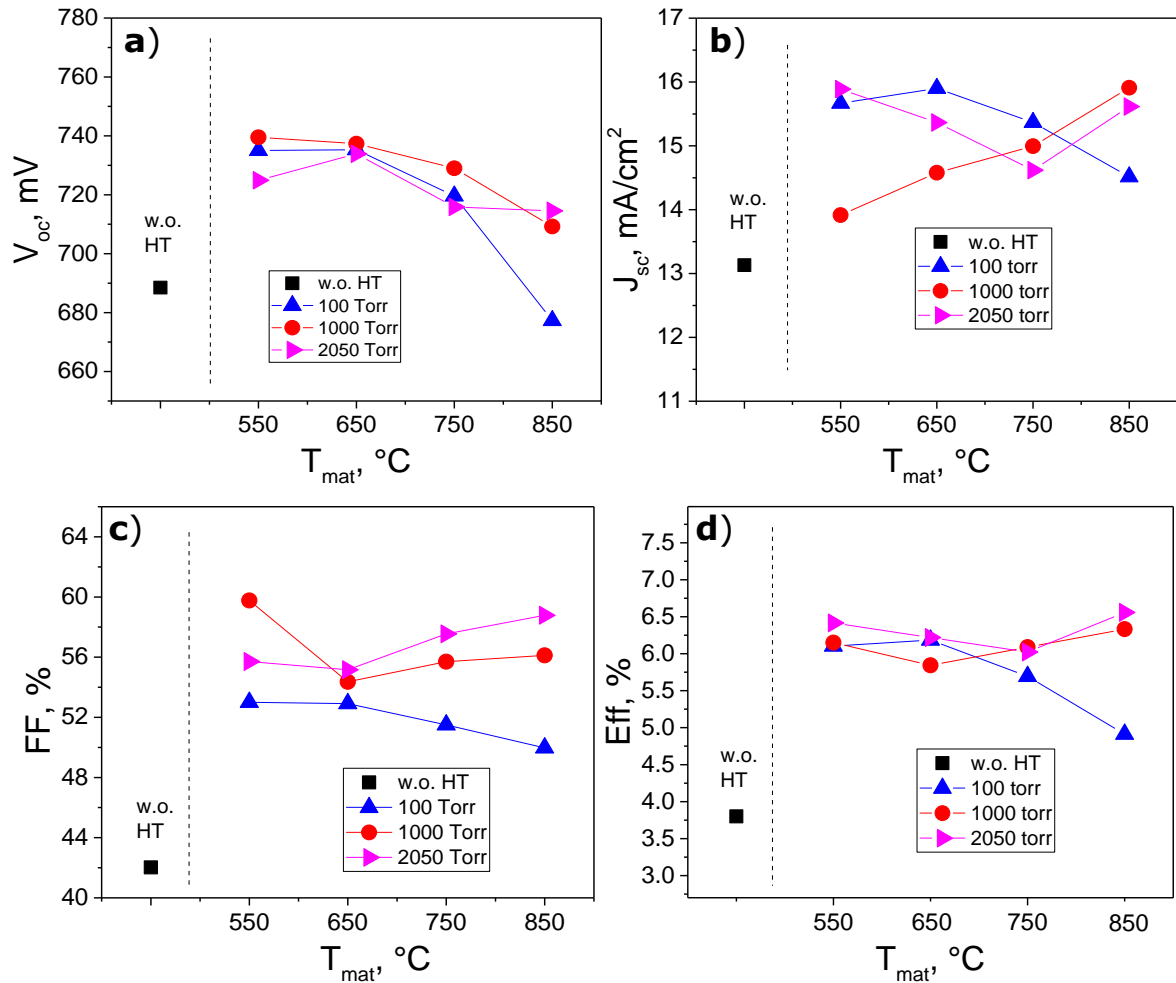 a)
780
760
740
720
700
680
660
V_oc, mV
w.o.
HT
w.o. HT
100 Torr
1000 Torr
2050 Torr
550 650 750 850
T_mat, °C
b)
16
15
14
13
12
11
J_sc, mA/cm²
w.o.
HT
w.o. HT
100 torr
1000 torr
2050 torr
550 650 750 850
T_mat, °C
c)
64
60
56
52
48
44
40
FF, %
w.o.
HT
w.o. HT
100 Torr
1000 Torr
2050 Torr
550 650 750 850
T_mat, °C
d)
7.5
7.0
6.5
6.0
5.5
5.0
4.5
4.0
3.5
3.0
Eff, %
w.o.
HT
w.o. HT
100 torr
1000 torr
2050 torr
550 650 750 850
T_mat, °C